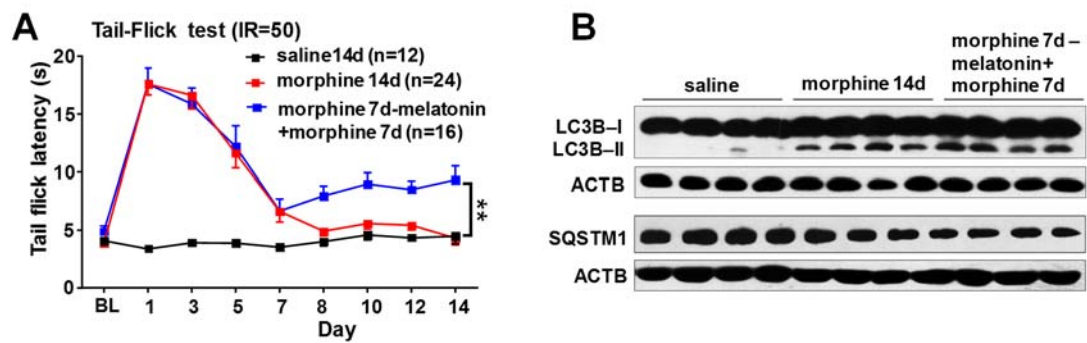 A
Tail-Flick test (IR=50)
saline14d (n=12)
morphine 14d (n=24)
morphine 7d-melatonin
+morphine 7d (n=16)
Tail flick latency (s)
20
15
10
5
0
**
BL 1 3 5 7 8 10 12 14
Day
B
saline
morphine 14d
morphine 7d–
melatonin+
morphine 7d
LC3B–I
LC3B–II
ACTB
SQSTM1
ACTB